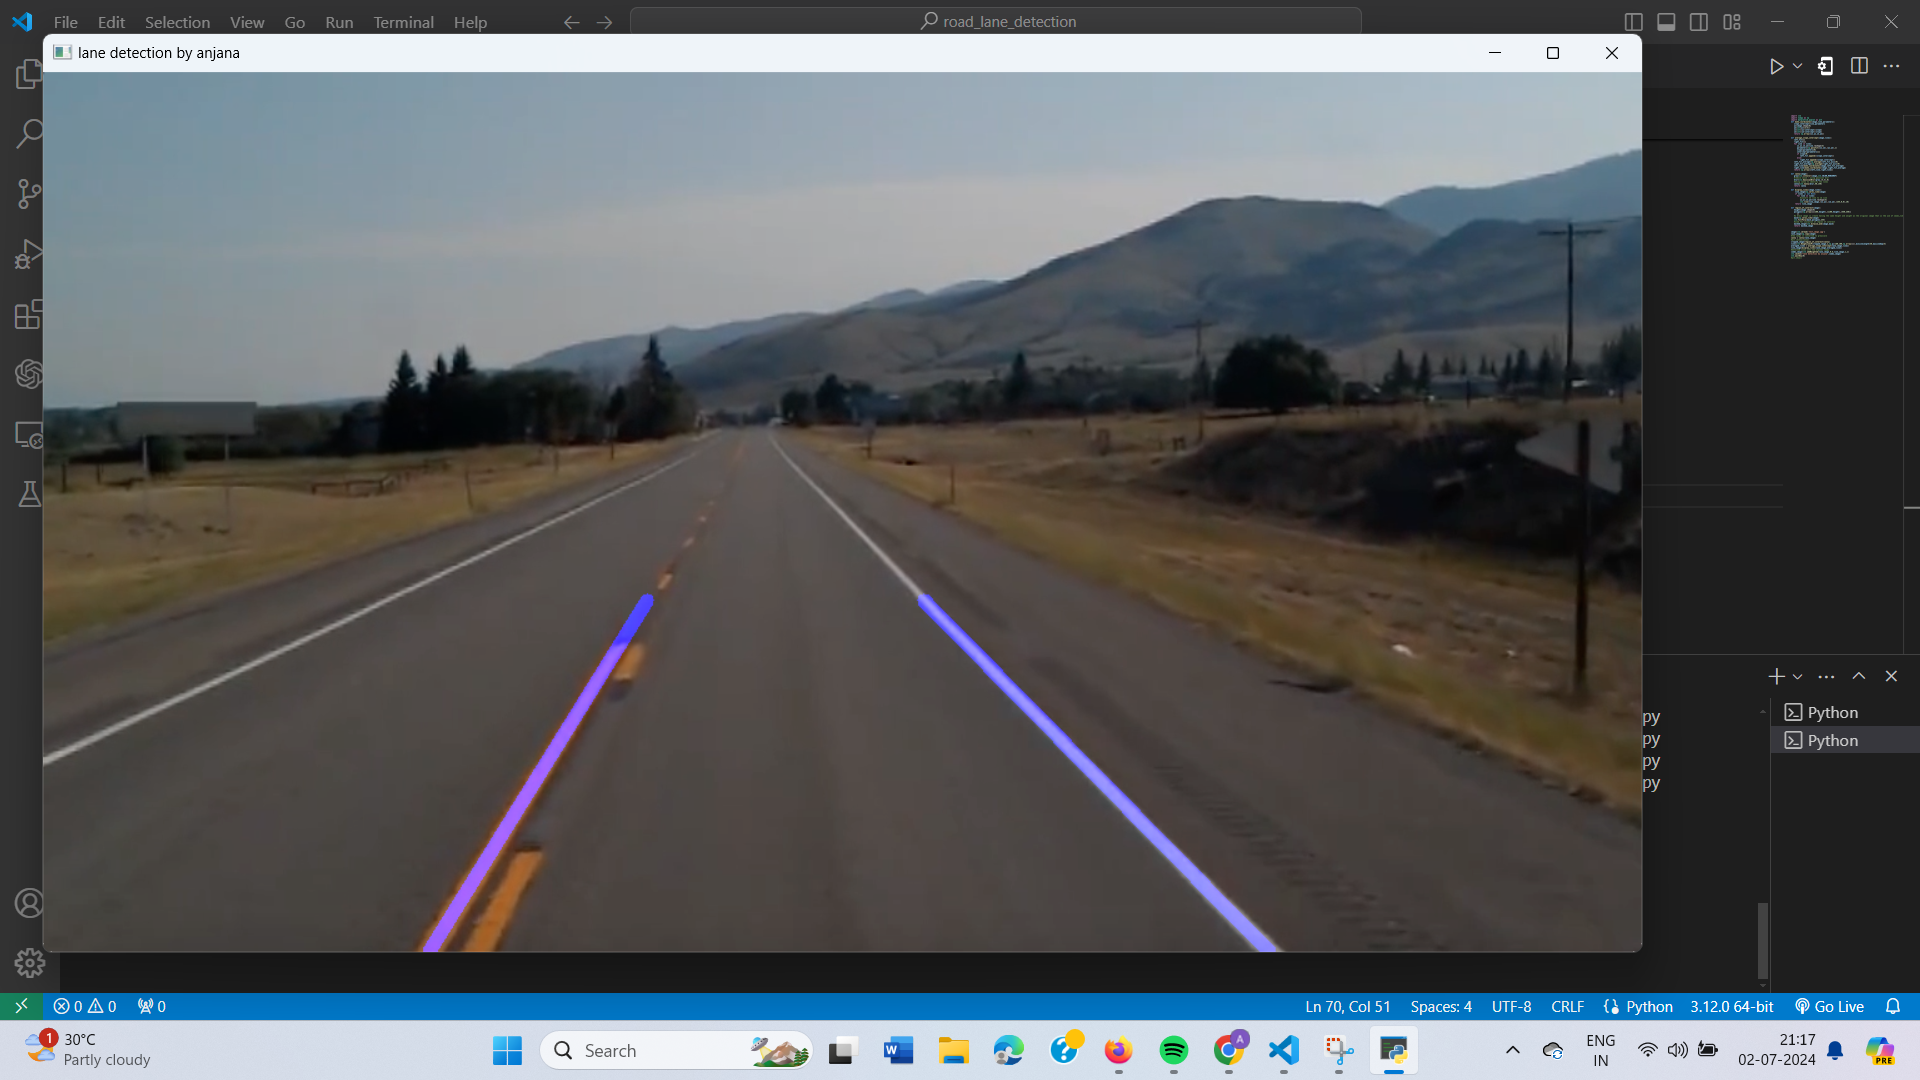 File Edit Selection View Go Run Terminal Help
road_lane_detection
lane detection by anjana
py
py
py
py
Python
Python
0 0 0
Ln 70, Col 51 Spaces: 4 UTF-8 CRLF Python 3.12.0 64-bit Go Live
1
30°C
Partly cloudy
Search
W
A
ENG
IN
21:17
02-07-2024
PRE